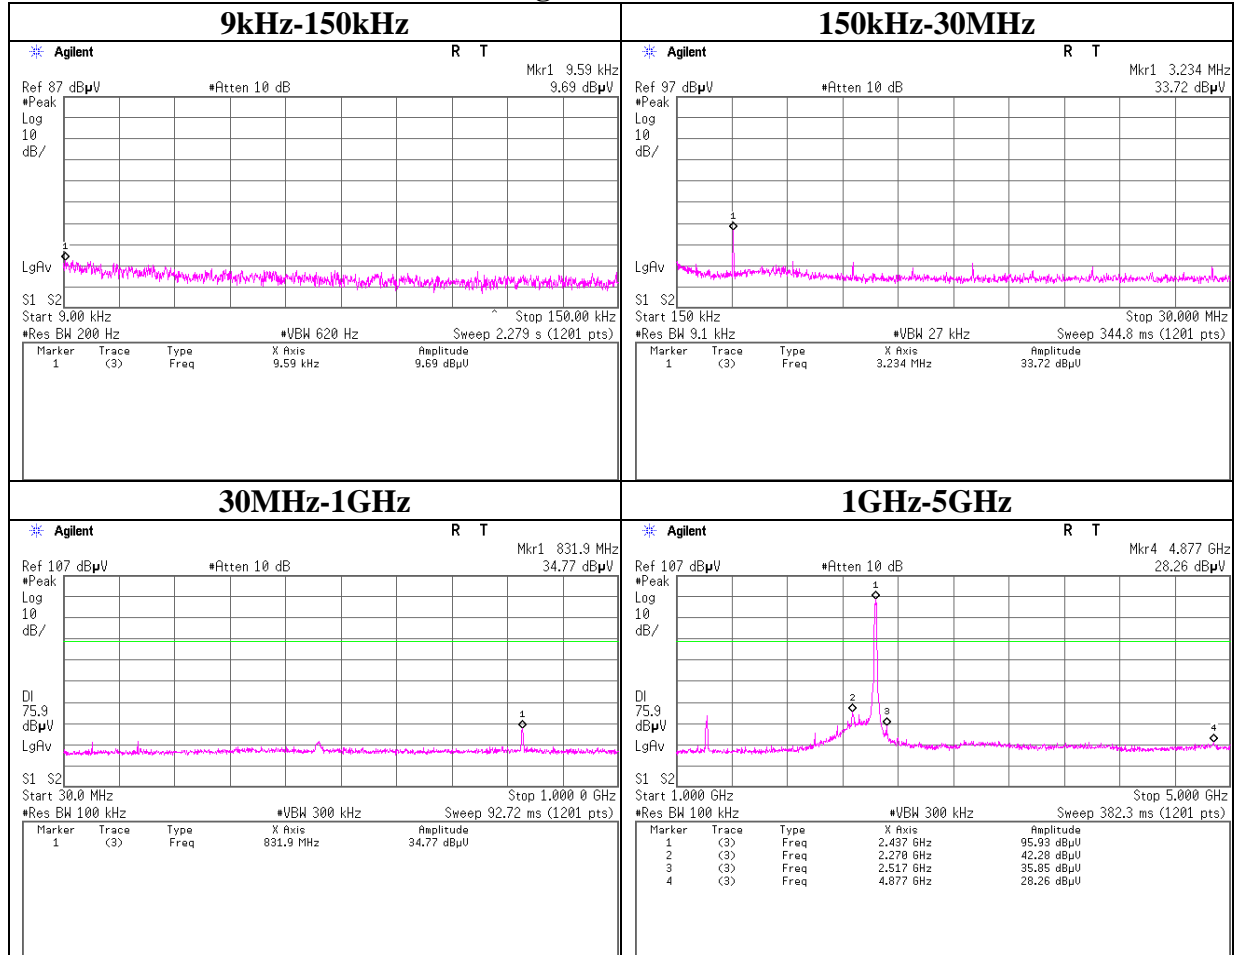 9kHz-150kHz
Agilent R T
Mkr1 9.59 kHz
Ref 87 dBµV #Atten 10 dB 9.69 dBµV
#Peak
Log
10
dB/
1
LgAv
S1 S2
Start 9.00 kHz ^ Stop 150.00 kHz
#Res BW 200 Hz #VBW 620 Hz Sweep 2.279 s (1201 pts)
Marker Trace Type X Axis Amplitude
1 (3) Freq 9.59 kHz 9.69 dBµV
150kHz-30MHz
Agilent R T
Mkr1 3.234 MHz
Ref 97 dBµV #Atten 10 dB 33.72 dBµV
#Peak
Log
10
dB/
1
LgAv
S1 S2
Start 150 kHz Stop 30.000 MHz
#Res BW 9.1 kHz #VBW 27 kHz Sweep 344.8 ms (1201 pts)
Marker Trace Type X Axis Amplitude
1 (3) Freq 3.234 MHz 33.72 dBµV
30MHz-1GHz
Agilent R T
Mkr1 831.9 MHz
Ref 107 dBµV #Atten 10 dB 34.77 dBµV
#Peak
Log
10
dB/
DI
75.9
dBµV
1
LgAv
S1 S2
Start 30.0 MHz Stop 1.000 0 GHz
#Res BW 100 kHz #VBW 300 kHz Sweep 92.72 ms (1201 pts)
Marker Trace Type X Axis Amplitude
1 (3) Freq 831.9 MHz 34.77 dBµV
1GHz-5GHz
Agilent R T
Mkr4 4.877 GHz
Ref 107 dBµV #Atten 10 dB 28.26 dBµV
#Peak
1
Log
10
dB/
DI
2
75.9
3
dBµV
4
LgAv
S1 S2
Start 1.000 GHz Stop 5.000 GHz
#Res BW 100 kHz #VBW 300 kHz Sweep 382.3 ms (1201 pts)
Marker Trace Type X Axis Amplitude
1 (3) Freq 2.437 GHz 95.93 dBµV
2 (3) Freq 2.270 GHz 42.28 dBµV
3 (3) Freq 2.517 GHz 35.85 dBµV
4 (3) Freq 4.877 GHz 28.26 dBµV